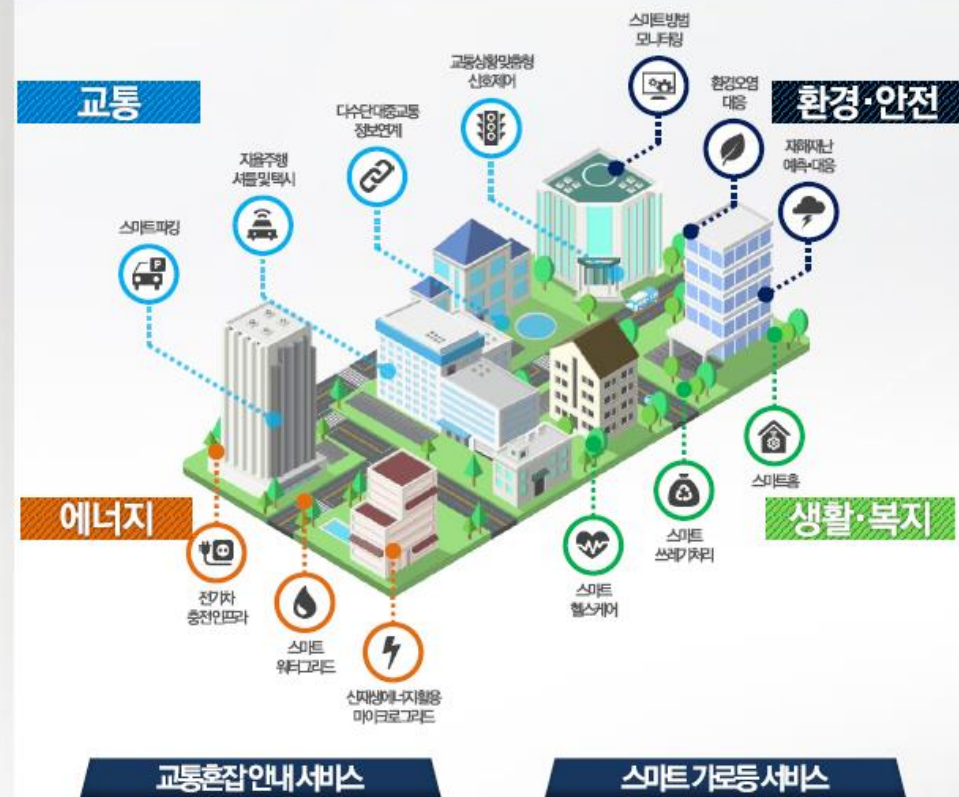 스마트방범
모니터링
교통상황맞춤형
신호제어
환경오염
대응
교통
환경·안전
다수단대중교통
정보연계
재해재난
예측·대응
자율주행
셔틀및택시
스마트파킹
스마트홈
에너지
생활·복지
스마트
쓰레기처리
전기차
충전인프라
스마트
헬스케어
스마트
워터그리드
신재생에너지활용
마이크로그리드
교통혼잡 안내 서비스
스마트 가로등 서비스